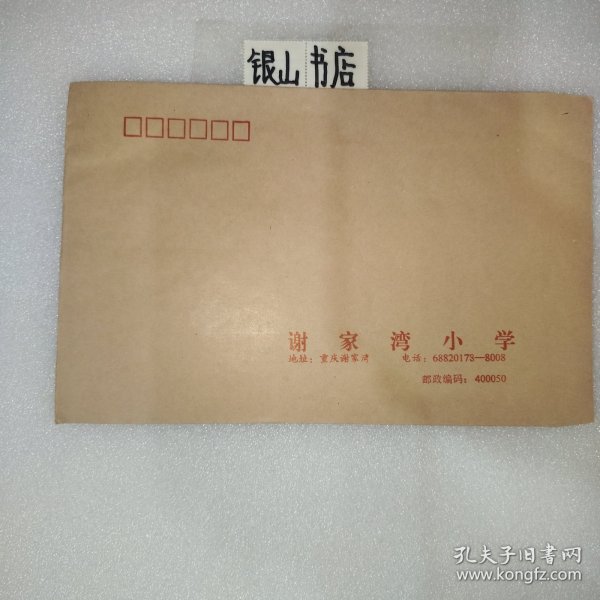 银山书店
谢家湾小学
地址：重庆谢家湾 电话：68820173—8008
邮政编码：400050
孔夫子旧书网
www.kongfz.com